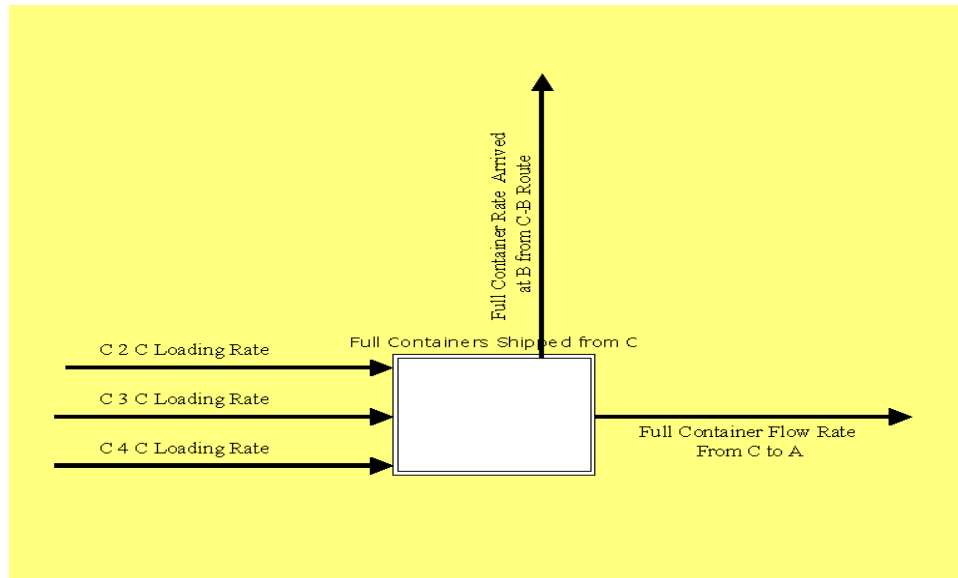 Full Container Rate Arrived
at B from C-B Route
Full Containers Shipped from C
C 2 C Loading Rate
C 3 C Loading Rate
C 4 C Loading Rate
Full Container Flow Rate
From C to A